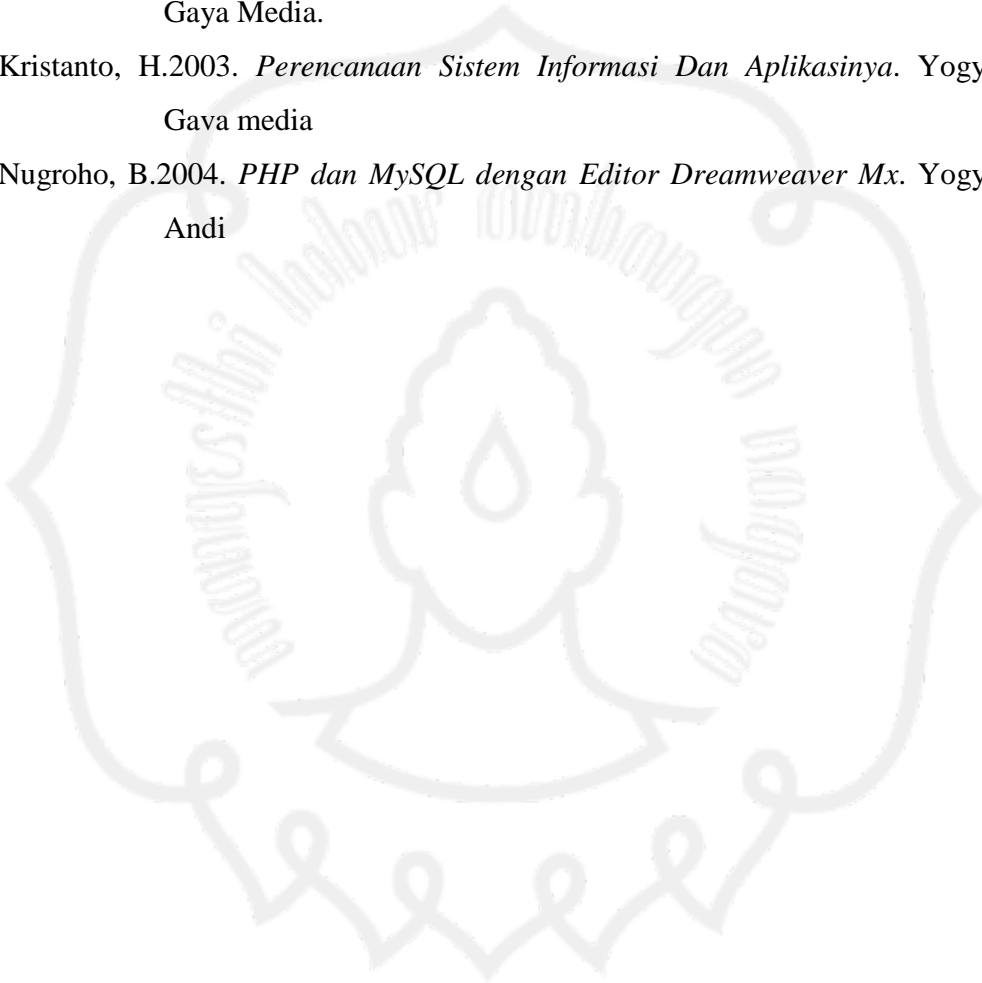 Gaya Media.
Kristanto, H.2003. Perencanaan Sistem Informasi Dan Aplikasinya. Yogy
Gava media
Nugroho, B.2004. PHP dan MySQL dengan Editor Dreamweaver Mx. Yogy
Andi